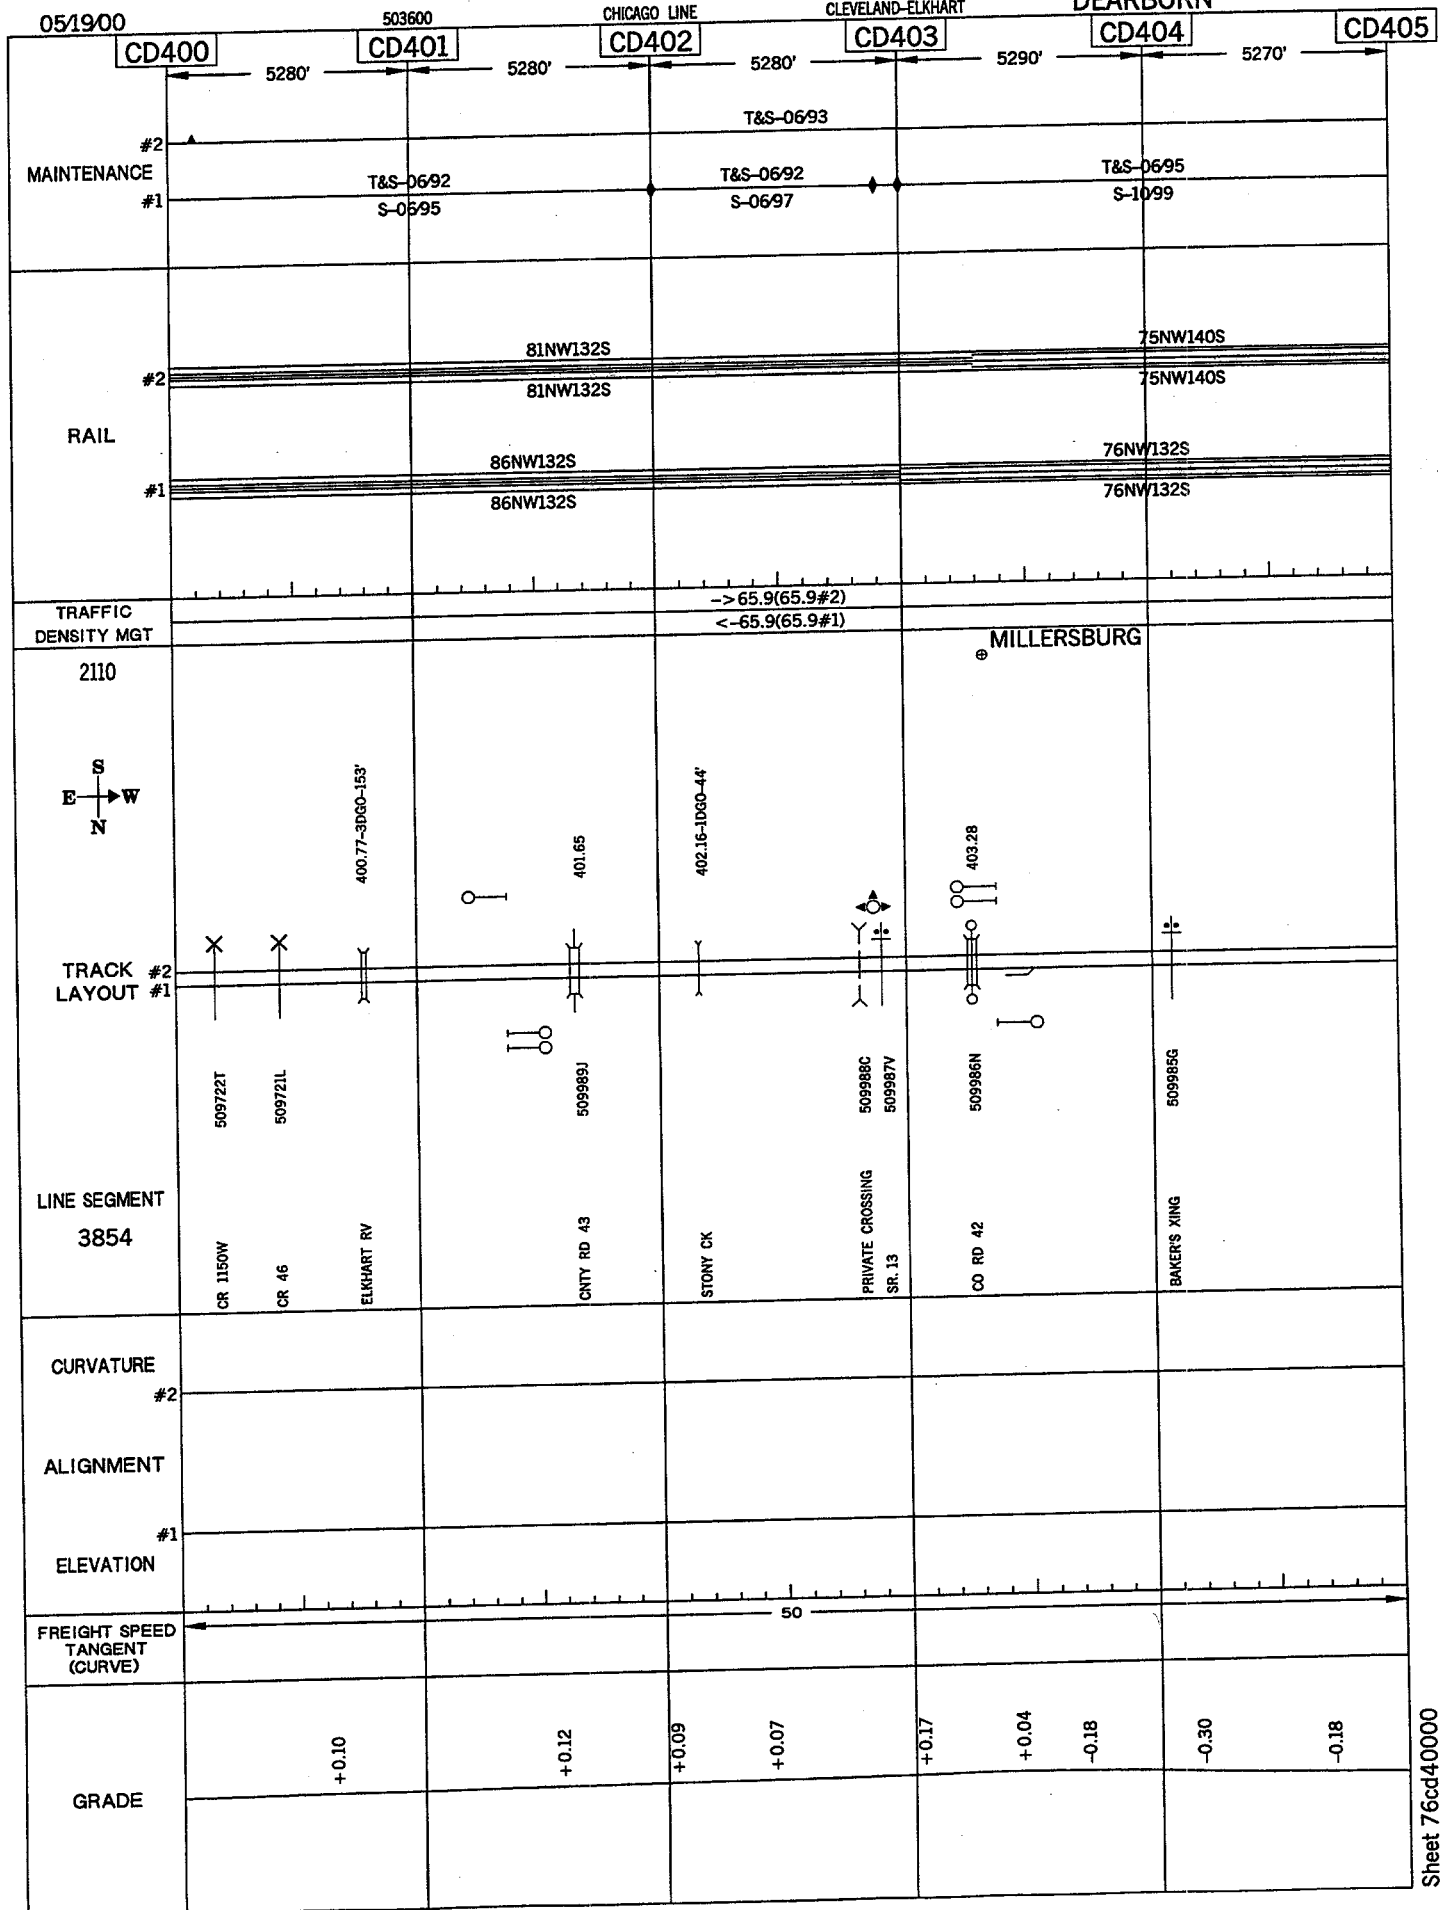 05/19/00
503600
CHICAGO LINE
CLEVELAND-ELKHART
DEARBORN
CD400
CD401
CD402
CD403
CD404
CD405
5280'
5280'
5280'
5290'
5270'
MAINTENANCE
#2
T&S-06/93
#1
T&S-06/92
T&S-06/92
T&S-06/95
S-06/95
S-06/97
S-10/99
RAIL
#2
81NW132S
75NW140S
81NW132S
75NW140S
#1
86NW132S
76NW132S
86NW132S
76NW132S
TRAFFIC
DENSITY MGT
->65.9(65.9#2)
<-65.9(65.9#1)
2110
MILLERSBURG
S
E W
N
400.77-3DGO-153'
401.65
402.16-1DGO-44'
403.28
TRACK #2
LAYOUT #1
509722T
509721L
509989J
509988C
509987V
509986N
509985G
LINE SEGMENT
3854
CR 1150W
CR 46
ELKHART RV
CNTY RD 43
STONY CK
PRIVATE CROSSING
SR. 13
CO RD 42
BAKER'S XING
CURVATURE
#2
ALIGNMENT
#1
ELEVATION
FREIGHT SPEED
TANGENT
(CURVE)
50
GRADE
+0.10
+0.12
+0.09
+0.07
+0.17
+0.04
-0.18
-0.30
-0.18
Sheet 76cd40000